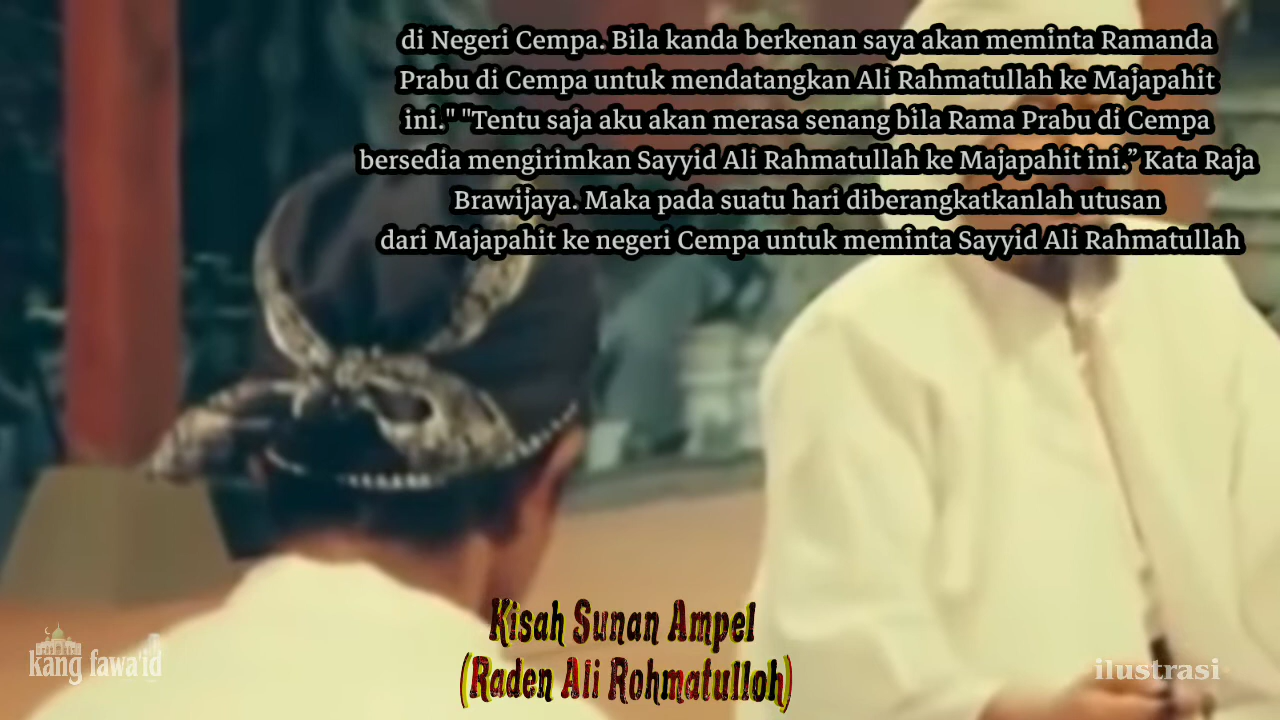 di Negeri Cempa. Bila kanda berkenan saya akan meminta Ramanda
Prabu di Cempa untuk mendatangkan Ali Rahmatullah ke Majapahit
ini." "Tentu saja aku akan merasa senang bila Rama Prabu di Cempa
bersedia mengirimkan Sayyid Ali Rahmatullah ke Majapahit ini.” Kata Raja
Brawijaya. Maka pada suatu hari diberangkatkanlah utusan
dari Majapahit ke negeri Cempa untuk meminta Sayyid Ali Rahmatullah
Kisah Sunan Ampel
(Raden Ali Rohmatulloh)
kang fawa'id
ilustrasi